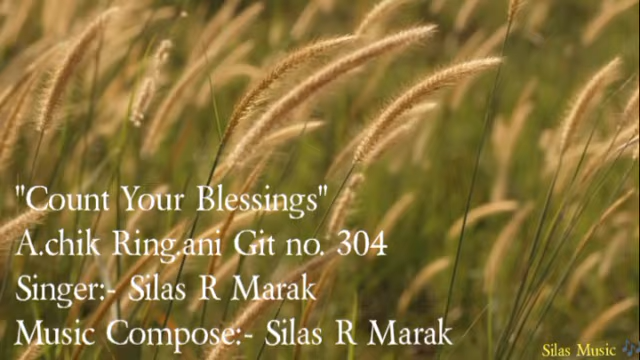 "Count Your Blessings"
A.chik Ring.ani Git no. 304
Singer:- Silas R Marak
Music Compose:- Silas R Marak
Silas Music